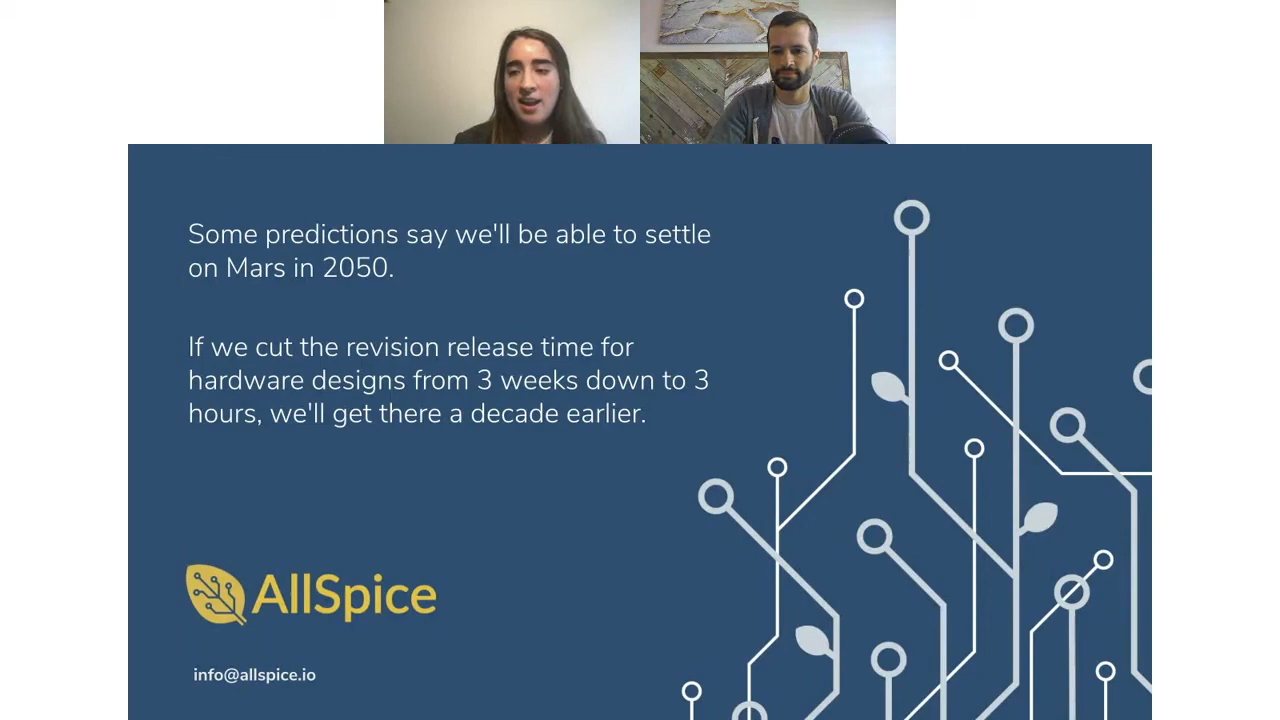 Some predictions say we'll be able to settle
on Mars in 2050.
If we cut the revision release time for
hardware designs from 3 weeks down to 3
hours, we'll get there a decade earlier.
AllSpice
info@allspice.io